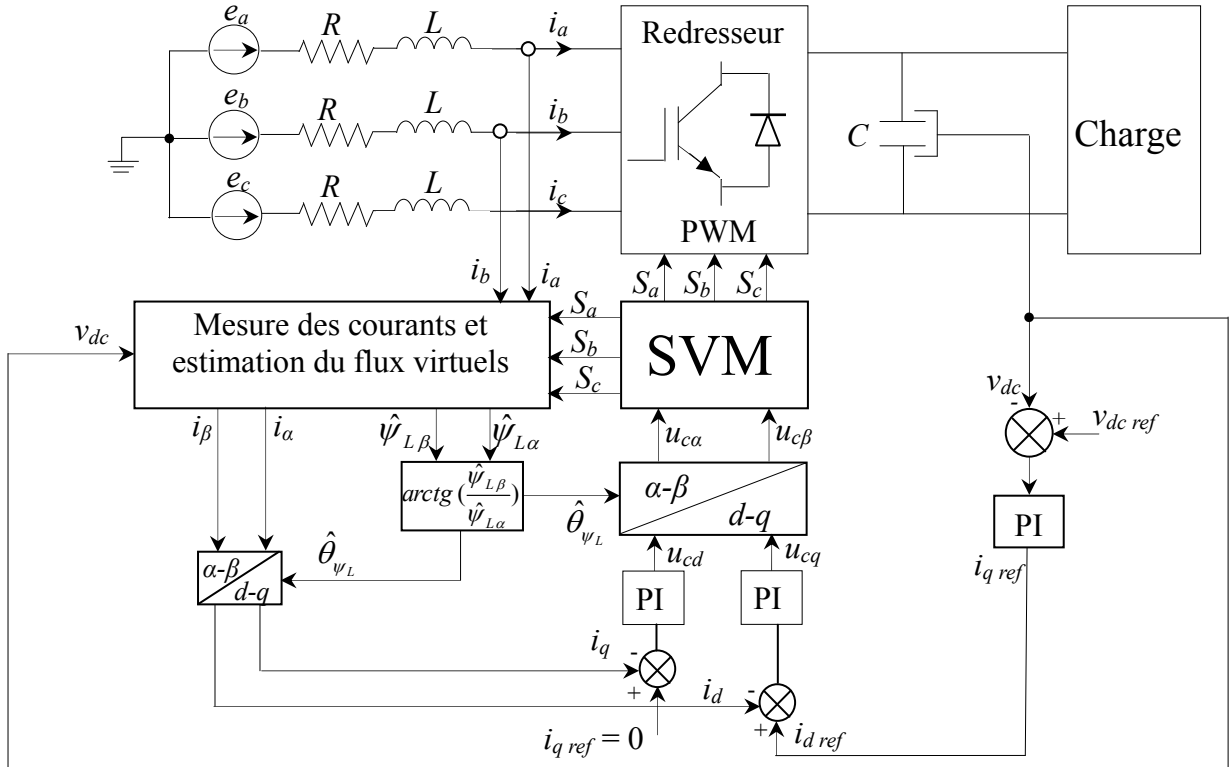 e_a
R
L
i_a
Redresseur
e_b
R
L
i_b
C
Charge
e_c
R
L
i_c
PWM
i_b
i_a
S_a
S_b
S_c
v_dc
Mesure des courants et
estimation du flux virtuels
S_a
S_b
S_c
SVM
v_dc
-
+
v_dc ref
i_β
i_α
ψ̂_Lβ
ψ̂_Lα
u_cα
u_cβ
arctg(ψ̂_Lβ/ψ̂_Lα)
θ̂_ψL
α-β
d-q
PI
i_q ref
θ̂_ψL
α-β
d-q
u_cd
u_cq
PI
PI
i_q
-
+
i_d
-
+
i_q ref = 0
i_d ref